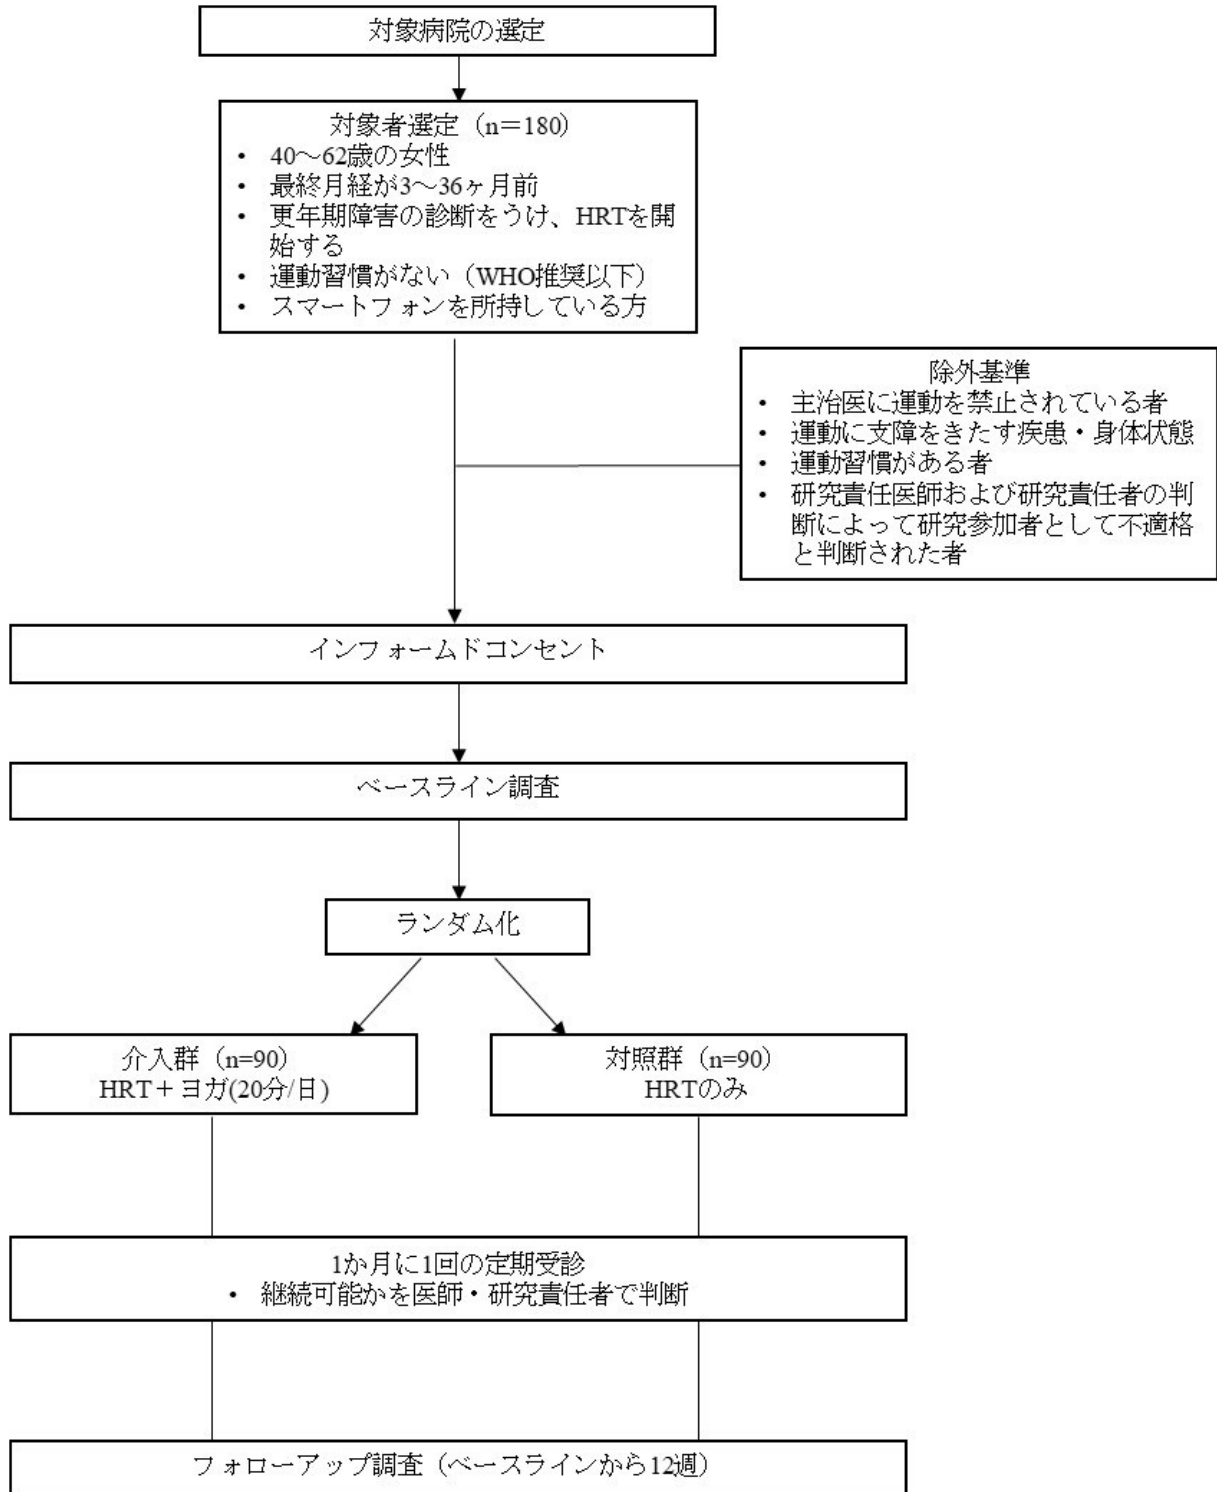 対象病院の選定
対象者選定（n＝180）
• 40～62歳の女性
• 最終月経が3～36ヶ月前
• 更年期障害の診断をうけ、HRTを開
始する
• 運動習慣がない（WHO推奨以下）
• スマートフォンを所持している方
除外基準
• 主治医に運動を禁止されている者
• 運動に支障をきたす疾患・身体状態
• 運動習慣がある者
• 研究責任医師および研究責任者の判
断によって研究参加者として不適格
と判断された者
インフォームドコンセント
ベースライン調査
ランダム化
介入群（n=90）
HRT＋ヨガ(20分/日)
対照群（n=90）
HRTのみ
1か月に1回の定期受診
• 継続可能かを医師・研究責任者で判断
フォローアップ調査（ベースラインから12週）